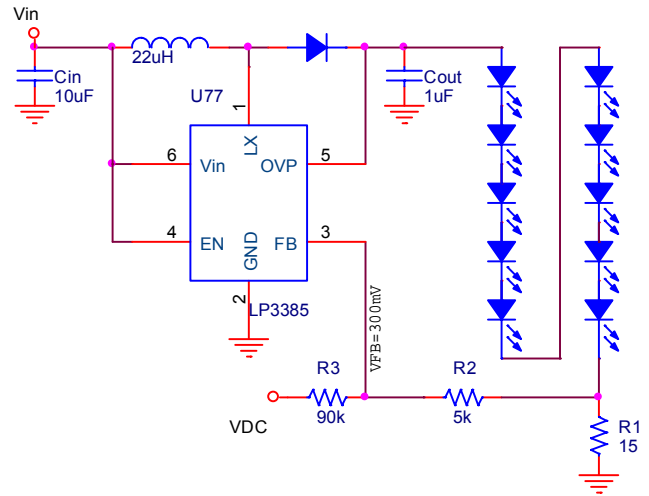 Vin
22uH
Cin
10uF
U77
Cout
1uF
1
LX
6
Vin
OVP
5
4
EN
FB
3
GND
2
LP3385
VFB=300mV
R3
90k
R2
5k
VDC
R1
15